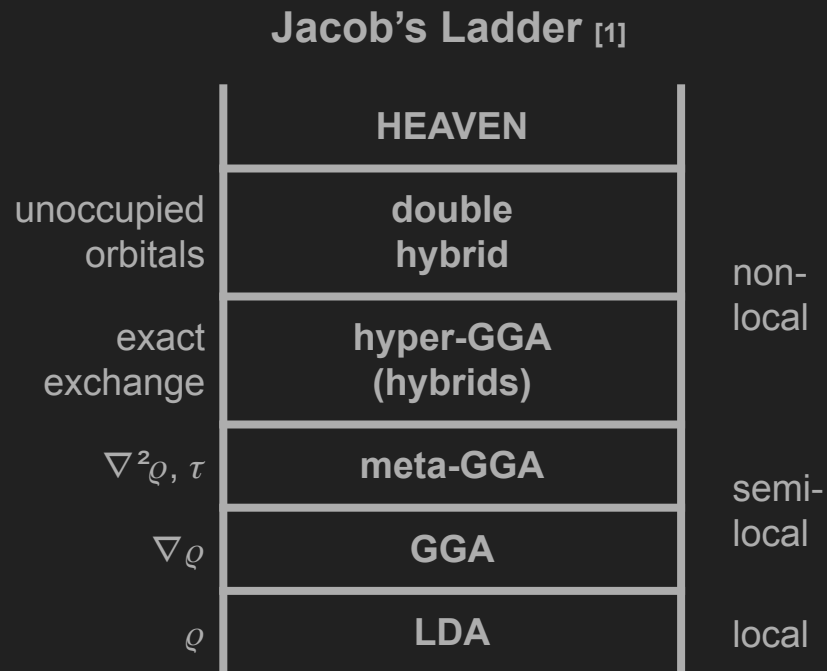 Jacob's Ladder [1]
HEAVEN
unoccupied
orbitals
double
hybrid
non-
local
exact
exchange
hyper-GGA
(hybrids)
∇²ϱ, τ
meta-GGA
semi-
local
∇ϱ
GGA
ϱ
LDA
local